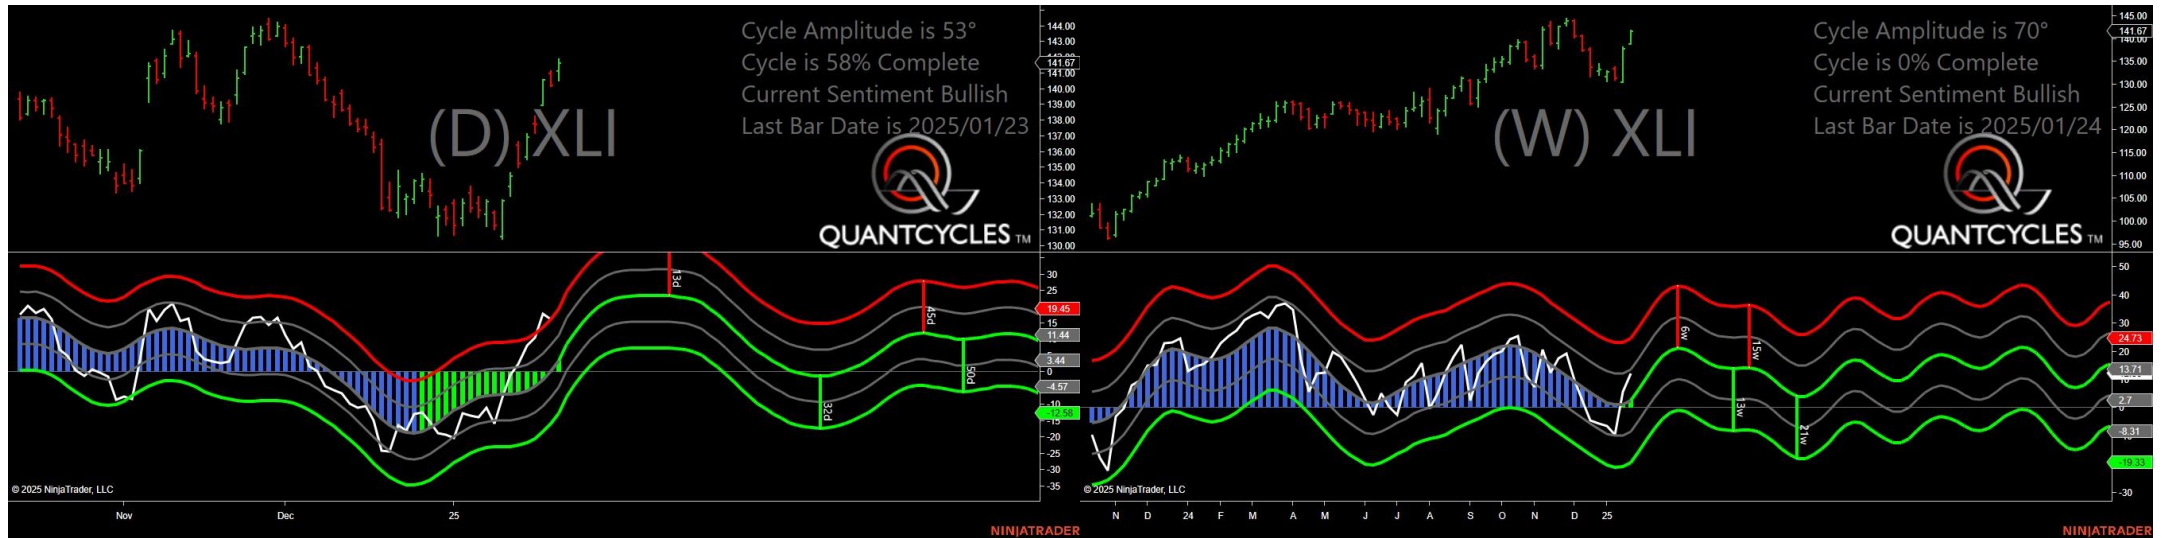 Cycle Amplitude is 53°
Cycle is 58% Complete
Current Sentiment Bullish
Last Bar Date is 2025/01/23
(D) XLI
QUANTCYCLES TM
144.00
143.00
141.67
141.00
140.00
139.00
138.00
137.00
136.00
135.00
134.00
133.00
132.00
131.00
130.00
13d
45d
32d
50d
30
25
19.45
15
11.44
3.44
0
-4.57
-10
-12.58
-15
-20
-25
-30
-35
© 2025 NinjaTrader, LLC
Nov
Dec
25
NINJATRADER
Cycle Amplitude is 70°
Cycle is 0% Complete
Current Sentiment Bullish
Last Bar Date is 2025/01/24
(W) XLI
QUANTCYCLES TM
145.00
141.67
140.00
135.00
130.00
125.00
120.00
115.00
110.00
105.00
100.00
95.00
6w
15w
13w
21w
50
40
30
24.73
20
13.71
10
2.7
0
-8.31
-19.33
-30
© 2025 NinjaTrader, LLC
N
D
24
F
M
A
M
J
J
A
S
O
N
D
25
NINJATRADER